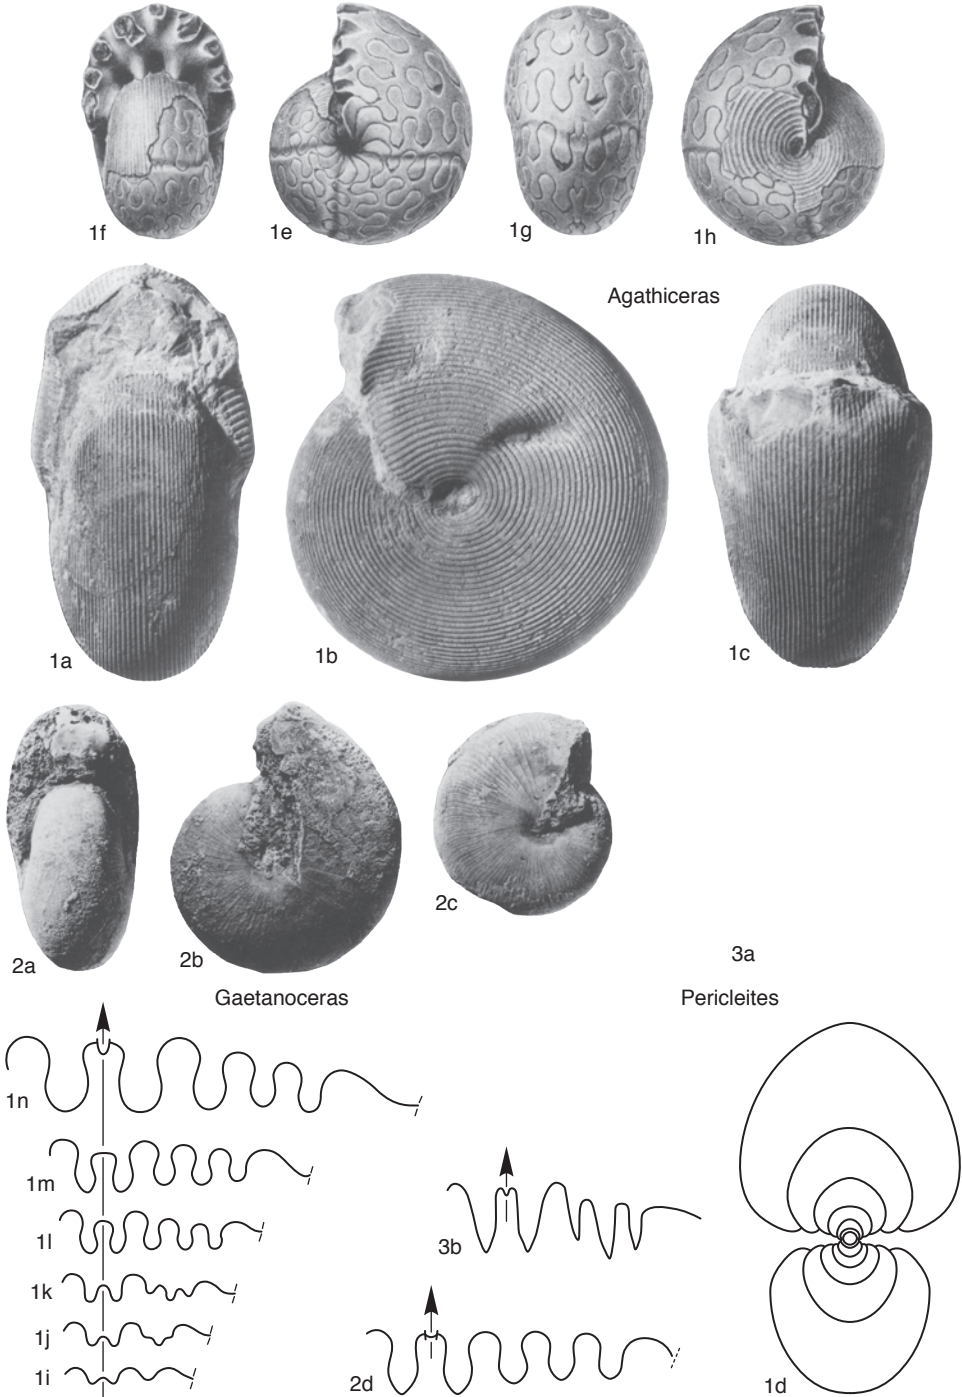 1f
1e
1g
1h
Agathiceras
1a
1b
1c
2a
2b
2c
3a
Gaetanoceras
Pericleites
1n
1m
1l
3b
1k
1j
1i
2d
1d